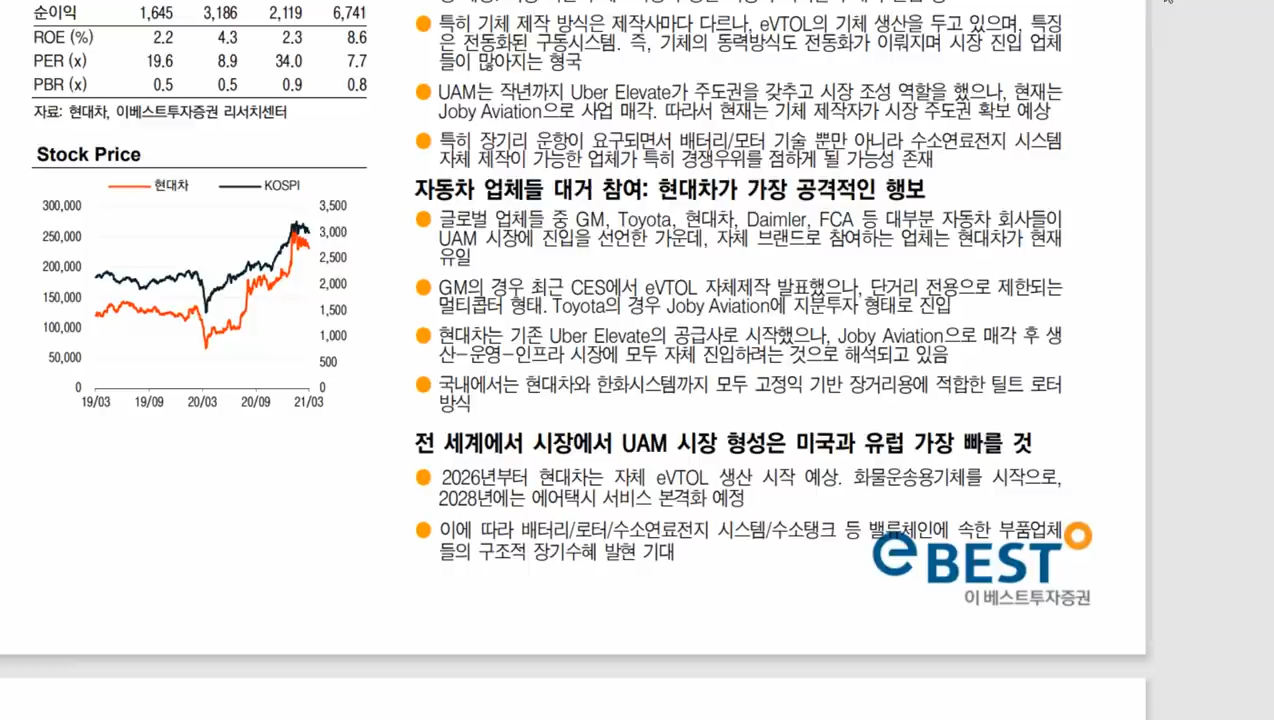 순이익 1,645 3,186 2,119 6,741
ROE (%) 2.2 4.3 2.3 8.6
PER (x) 19.6 8.9 34.0 7.7
PBR (x) 0.5 0.5 0.9 0.8
자료: 현대차, 이베스트투자증권 리서치센터
Stock Price
현대차 KOSPI
300,000 3,500
250,000 3,000
200,000 2,500
150,000 2,000
100,000 1,500
50,000 1,000
0 500
0
19/03 19/09 20/03 20/09 21/03
특히 기체 제작 방식은 제작사마다 다르나, eVTOL의 기체 생산을 두고 있으며, 특징
은 전동화된 구동시스템. 즉, 기체의 동력방식도 전동화가 이뤄지며 시장 진입 업체
들이 많아지는 형국
UAM는 작년까지 Uber Elevate가 주도권을 갖추고 시장 조성 역할을 했으나, 현재는
Joby Aviation으로 사업 매각. 따라서 현재는 기체 제작자가 시장 주도권 확보 예상
특히 장기리 운항이 요구되면서 배터리/모터 기술 뿐만 아니라 수소연료전지 시스템
자체 제작이 가능한 업체가 특히 경쟁우위를 점하게 될 가능성 존재
자동차 업체들 대거 참여: 현대차가 가장 공격적인 행보
글로벌 업체들 중 GM, Toyota, 현대차, Daimler, FCA 등 대부분 자동차 회사들이
UAM 시장에 진입을 선언한 가운데, 자체 브랜드로 참여하는 업체는 현대차가 현재
유일
GM의 경우 최근 CES에서 eVTOL 자체제작 발표했으나, 단거리 전용으로 제한되는
멀티콥터 형태. Toyota의 경우 Joby Aviation에 지분투자 형태로 진입
현대차는 기존 Uber Elevate의 공급사로 시작했으나, Joby Aviation으로 매각 후 생
산-운영-인프라 시장에 모두 자체 진입하려는 것으로 해석되고 있음
국내에서는 현대차와 한화시스템까지 모두 고정익 기반 장거리용에 적합한 틸트 로터
방식
전 세계에서 시장에서 UAM 시장 형성은 미국과 유럽 가장 빠를 것
2026년부터 현대차는 자체 eVTOL 생산 시작 예상. 화물운송용기체를 시작으로,
2028년에는 에어택시 서비스 본격화 예정
이에 따라 배터리/로터/수소연료전지 시스템/수소탱크 등 밸류체인에 속한 부품업체
들의 구조적 장기수혜 발현 기대
eBEST
이베스트투자증권